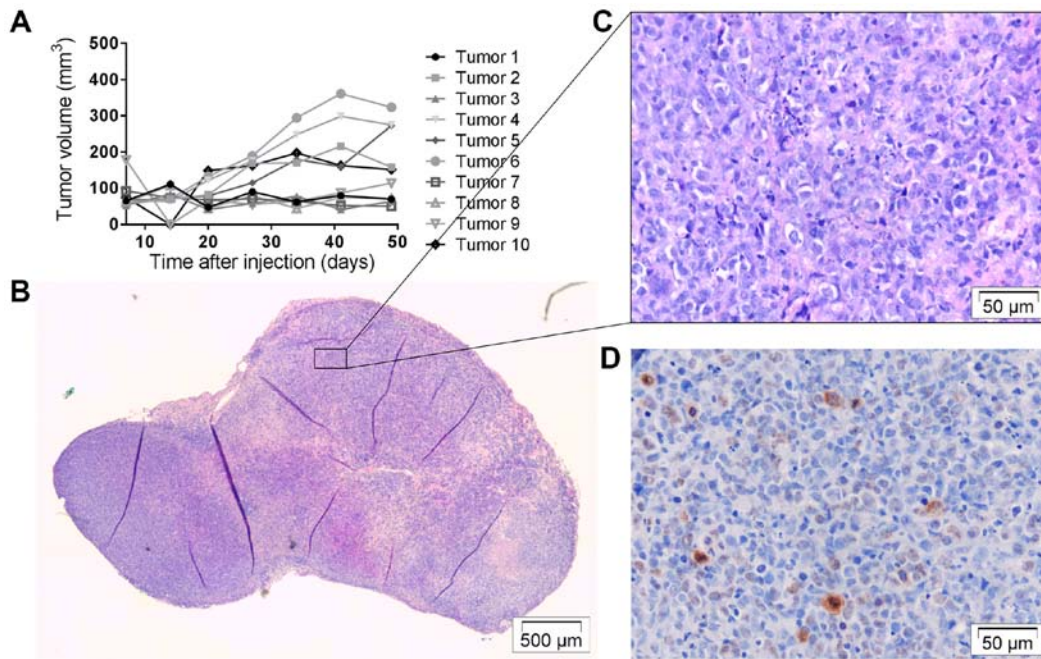 A
Tumor volume (mm³)
500
400
300
200
100
0
10
20
30
40
50
Time after injection (days)
Tumor 1
Tumor 2
Tumor 3
Tumor 4
Tumor 5
Tumor 6
Tumor 7
Tumor 8
Tumor 9
Tumor 10
B
500 µm
C
50 µm
D
50 µm